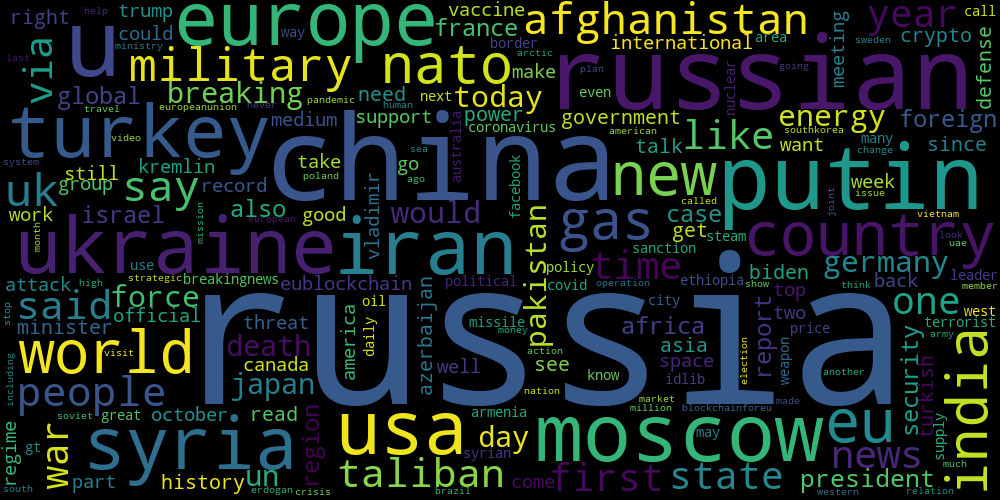 right
help
trump
europe
vaccine
afghanistan
year
call
ministry
could
way
france
international
area
sweden
crypto
via
u
military
nato
border
arctic
russian
meeting
defense
last
global
breaking
need
next
make
plan
going
even
nuclear
travel
europeanunion
pandemic
never
human
today
turkey
video
medium
support
power
government
energy
foreign
american
southkorea
coronavirus
china
talk
like
want
many
since
change
system
still
kremlin
take
go
sea
australia
new
putin
week
issue
uk
group
say
record
poland
ago
facebook
called
joint
work
israel
also
good
vladimir
would
gas
case
get
steam
vietnam
country
month
mission
european
ukraine
iran
pakistan
sanction
look
uae
use
strategic
breakingnews
political
policy
time
biden
germany
attack
high
eublockchain
covid
operation
ethiopia
show
think
back
leader
member
said
force
official
russia
oil
azerbaijan
missile
money
city
top
two
one
west
stop
minister
threat
america
daily
africa
report
price
terrorist
army
world
visit
death
canada
well
action
see
know
asia
space
idlib
weapon
election
another
security
turkish
india
including
people
japan
nation
market
million
blockchainforeu
made
soviet
great
october
read
region
usa
armenia
day
moscow
may
eu
supply
regime
gt
war
syria
syrian
news
much
part
history
un
taliban
come
first
state
president
south
erdogan
crisis
brazil
western
relation